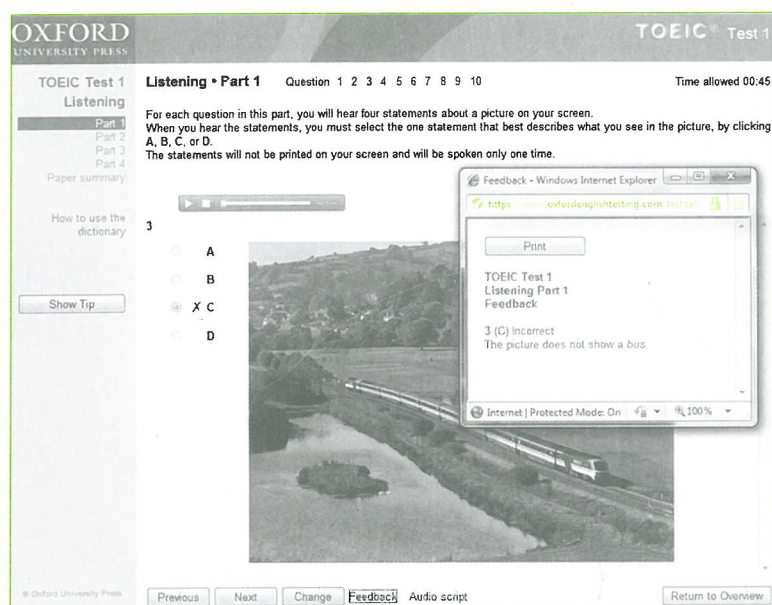 OXFORD
UNIVERSITY PRESS
TOEIC® Test 1
TOEIC Test 1
Listening
Part 1
Part 2
Part 3
Part 4
Paper summary
How to use the
dictionary
Show Tip
© Oxford University Press
Listening • Part 1 Question 1 2 3 4 5 6 7 8 9 10 Time allowed 00:45
For each question in this part, you will hear four statements about a picture on your screen.
When you hear the statements, you must select the one statement that best describes what you see in the picture, by clicking
A, B, C, or D.
The statements will not be printed on your screen and will be spoken only one time.
3
A
B
X C
D
Feedback - Windows Internet Explorer
https oxfordenglishtesting.com
Print
TOEIC Test 1
Listening Part 1
Feedback
3 (C) Incorrect
The picture does not show a bus.
Internet | Protected Mode: On 100%
Previous Next Change Feedback Audio script Return to Overview